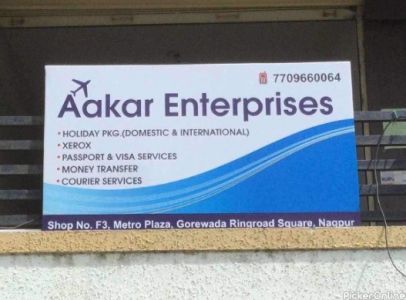 7709660064
Aakar Enterprises
• HOLIDAY PKG.(DOMESTIC & INTERNATIONAL)
• XEROX
• PASSPORT & VISA SERVICES
• MONEY TRANSFER
• COURIER SERVICES
Shop No. F3, Metro Plaza, Gorewada Ringroad Square, Nagpur
PickerOnline